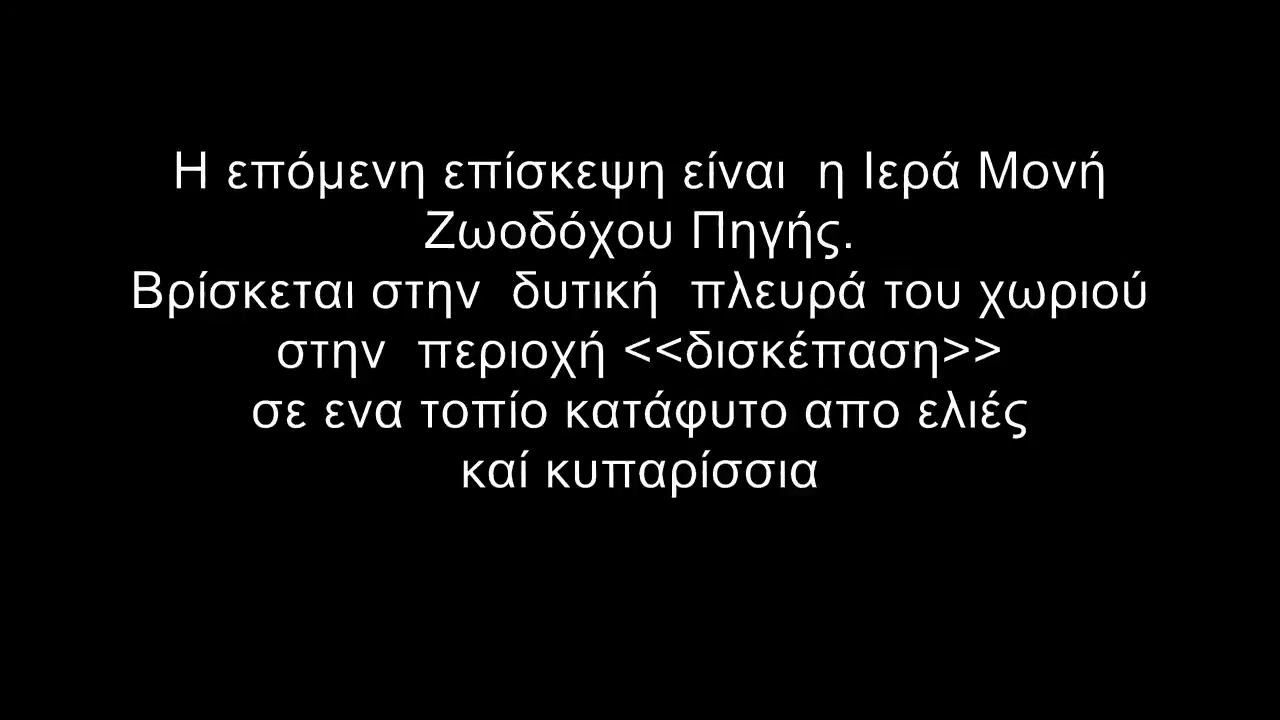 Η επόμενη επίσκεψη είναι  η Ιερά Μονή
Ζωοδόχου Πηγής.
Βρίσκεται στην  δυτική  πλευρά του χωριού
στην  περιοχή <<δισκέπαση>>
σε ενα τοπίο κατάφυτο απο ελιές
καί κυπαρίσσια